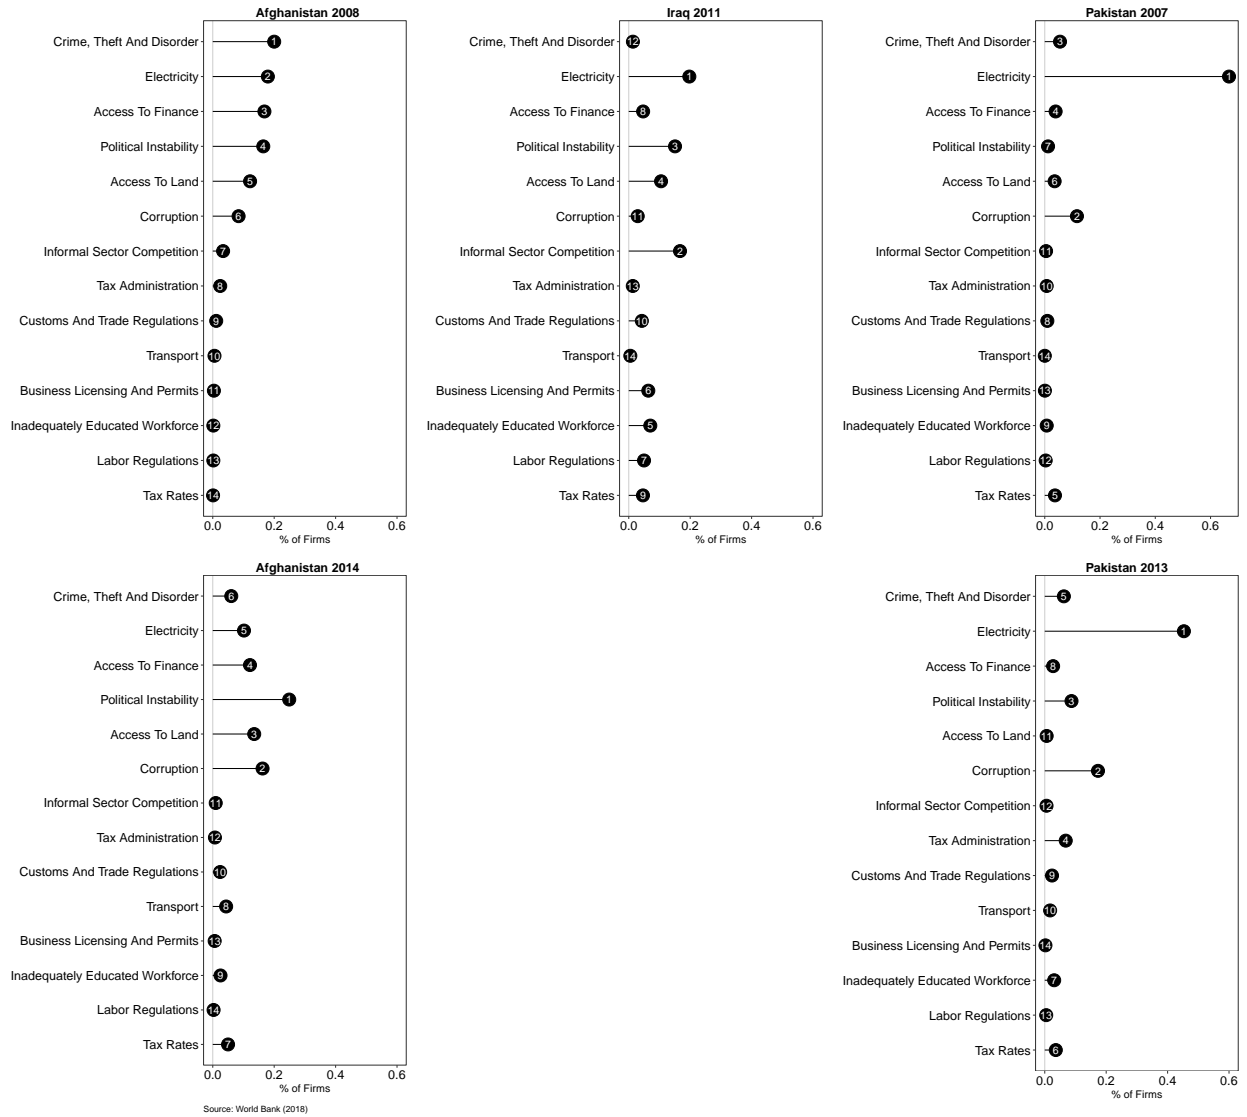 Afghanistan 2008
Crime, Theft And Disorder 1
Electricity 2
Access To Finance 3
Political Instability 4
Access To Land 5
Corruption 6
Informal Sector Competition 7
Tax Administration 8
Customs And Trade Regulations 9
Transport 10
Business Licensing And Permits 11
Inadequately Educated Workforce 12
Labor Regulations 13
Tax Rates 14
0.0 0.2 0.4 0.6
% of Firms
Iraq 2011
Crime, Theft And Disorder 12
Electricity 1
Access To Finance 8
Political Instability 3
Access To Land 4
Corruption 11
Informal Sector Competition 2
Tax Administration 13
Customs And Trade Regulations 10
Transport 14
Business Licensing And Permits 6
Inadequately Educated Workforce 5
Labor Regulations 7
Tax Rates 9
0.0 0.2 0.4 0.6
% of Firms
Pakistan 2007
Crime, Theft And Disorder 3
Electricity 1
Access To Finance 4
Political Instability 7
Access To Land 6
Corruption 2
Informal Sector Competition 11
Tax Administration 10
Customs And Trade Regulations 8
Transport 14
Business Licensing And Permits 13
Inadequately Educated Workforce 9
Labor Regulations 12
Tax Rates 5
0.0 0.2 0.4 0.6
% of Firms
Afghanistan 2014
Crime, Theft And Disorder 6
Electricity 5
Access To Finance 4
Political Instability 1
Access To Land 3
Corruption 2
Informal Sector Competition 11
Tax Administration 12
Customs And Trade Regulations 10
Transport 8
Business Licensing And Permits 13
Inadequately Educated Workforce 9
Labor Regulations 14
Tax Rates 7
0.0 0.2 0.4 0.6
% of Firms
Pakistan 2013
Crime, Theft And Disorder 5
Electricity 1
Access To Finance 8
Political Instability 3
Access To Land 11
Corruption 2
Informal Sector Competition 12
Tax Administration 4
Customs And Trade Regulations 9
Transport 10
Business Licensing And Permits 14
Inadequately Educated Workforce 7
Labor Regulations 13
Tax Rates 6
0.0 0.2 0.4 0.6
% of Firms
Source: World Bank (2018)